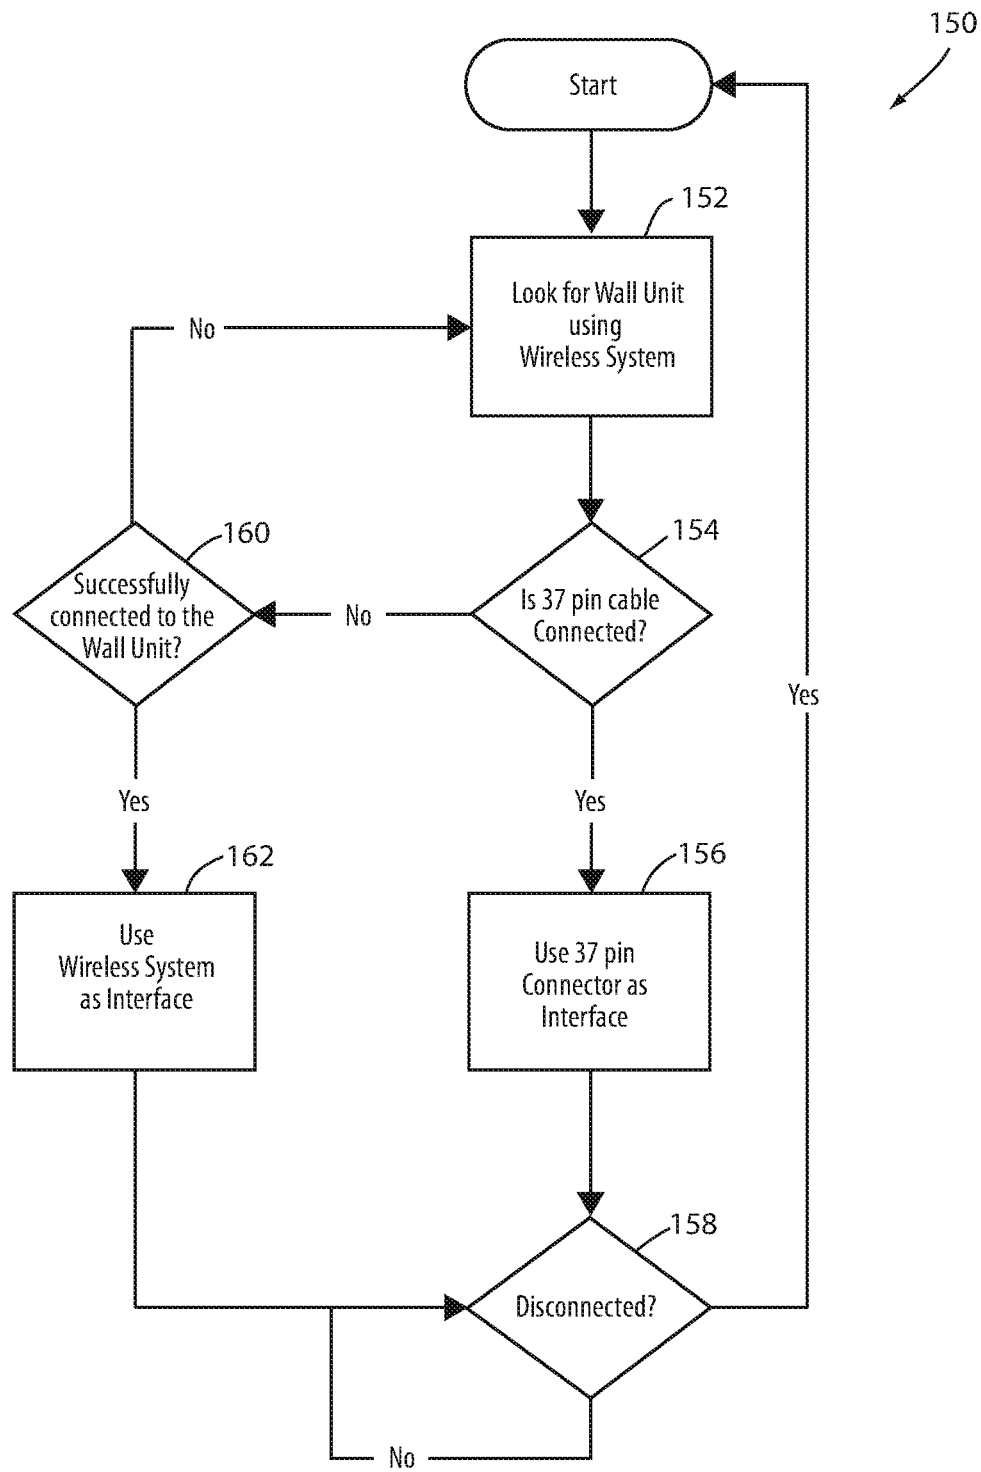 150
Start
152
Look for Wall Unit
using
Wireless System
No
160
Successfully
connected to the
Wall Unit?
No
154
Is 37 pin cable
Connected?
Yes
Yes
Yes
162
Use
Wireless System
as Interface
156
Use 37 pin
Connector as
Interface
158
Disconnected?
No